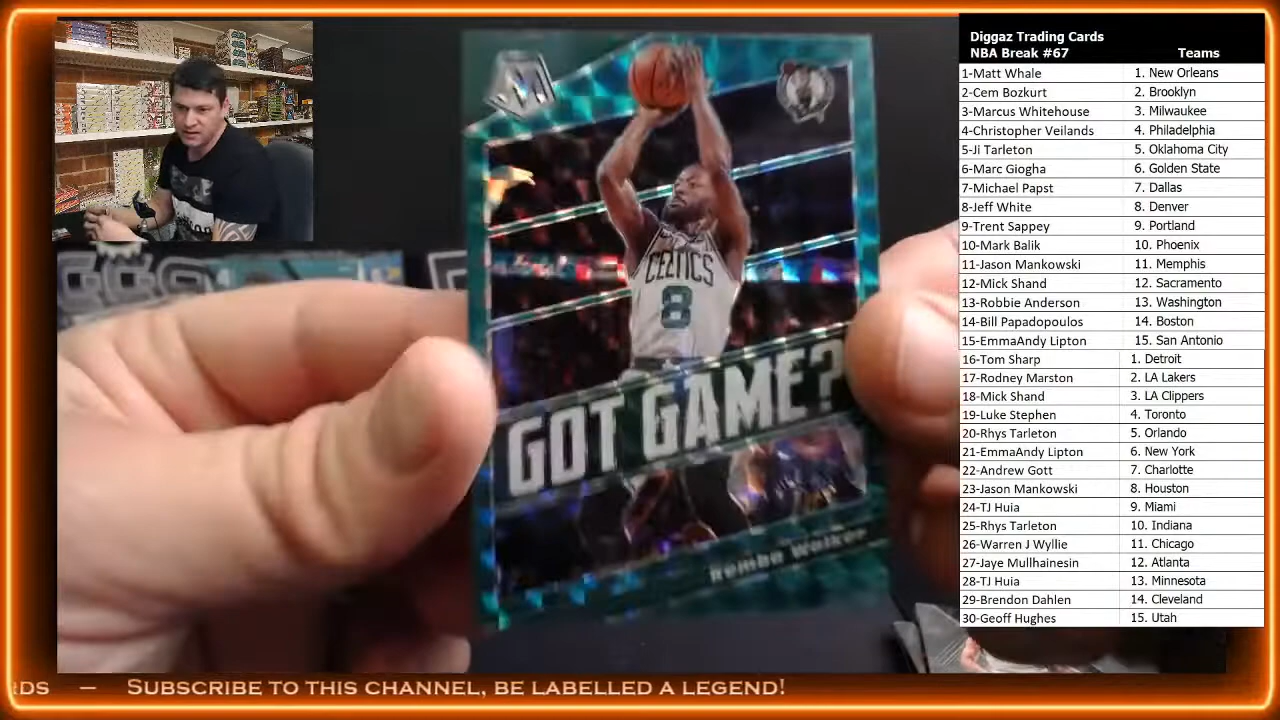 Diggaz Trading Cards
NBA Break #67 Teams
1-Matt Whale 1. New Orleans
2-Cem Bozkurt 2. Brooklyn
3-Marcus Whitehouse 3. Milwaukee
4-Christopher Veilands 4. Philadelphia
5-Ji Tarleton 5. Oklahoma City
6-Marc Giogha 6. Golden State
7-Michael Papst 7. Dallas
8-Jeff White 8. Denver
9-Trent Sappey 9. Portland
10-Mark Balik 10. Phoenix
11-Jason Mankowski 11. Memphis
12-Mick Shand 12. Sacramento
13-Robbie Anderson 13. Washington
14-Bill Papadopoulos 14. Boston
15-EmmaAndy Lipton 15. San Antonio
16-Tom Sharp 1. Detroit
17-Rodney Marston 2. LA Lakers
18-Mick Shand 3. LA Clippers
19-Luke Stephen 4. Toronto
20-Rhys Tarleton 5. Orlando
21-EmmaAndy Lipton 6. New York
22-Andrew Gott 7. Charlotte
23-Jason Mankowski 8. Houston
24-TJ Huia 9. Miami
25-Rhys Tarleton 10. Indiana
26-Warren J Wyllie 11. Chicago
27-Jaye Mullhainesin 12. Atlanta
28-TJ Huia 13. Minnesota
29-Brendon Dahlen 14. Cleveland
30-Geoff Hughes 15. Utah
CELTICS
8
GOT GAME?
Kemba Walker
RDS — SUBSCRIBE TO THIS CHANNEL, BE LABELLED A LEGEND!